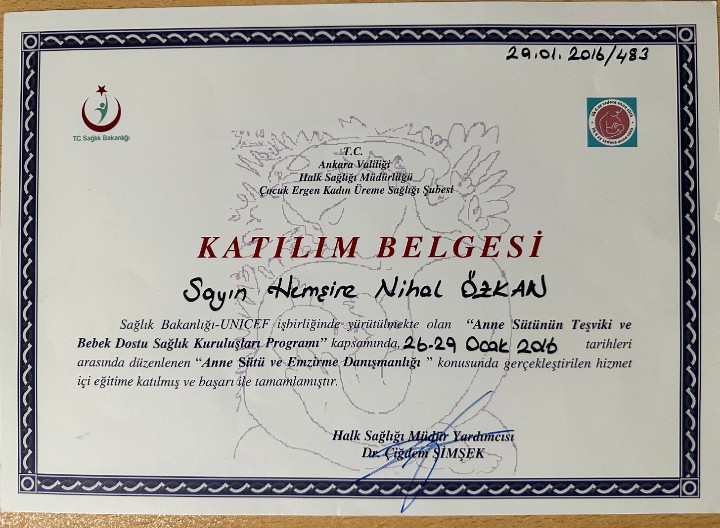 29.01.2016/483
T.C. Sağlık Bakanlığı
T.C.
Ankara Valiliği
Halk Sağlığı Müdürlüğü
Çocuk Ergen Kadın Üreme Sağlığı Şubesi
KATILIM BELGESİ
Sayın Hemşire Nihal ÖZKAN
Sağlık Bakanlığı-UNICEF işbirliğinde yürütülmekte olan “Anne Sütünün Teşviki ve
Bebek Dostu Sağlık Kuruluşları Programı” kapsamında, 26-29 Ocak 2016 tarihleri
arasında düzenlenen “Anne Sütü ve Emzirme Danışmanlığı ” konusunda gerçekleştirilen hizmet
içi eğitime katılmış ve başarı ile tamamlamıştır.
Halk Sağlığı Müdür Yardımcısı
Dr. Çiğdem ŞİMŞEK